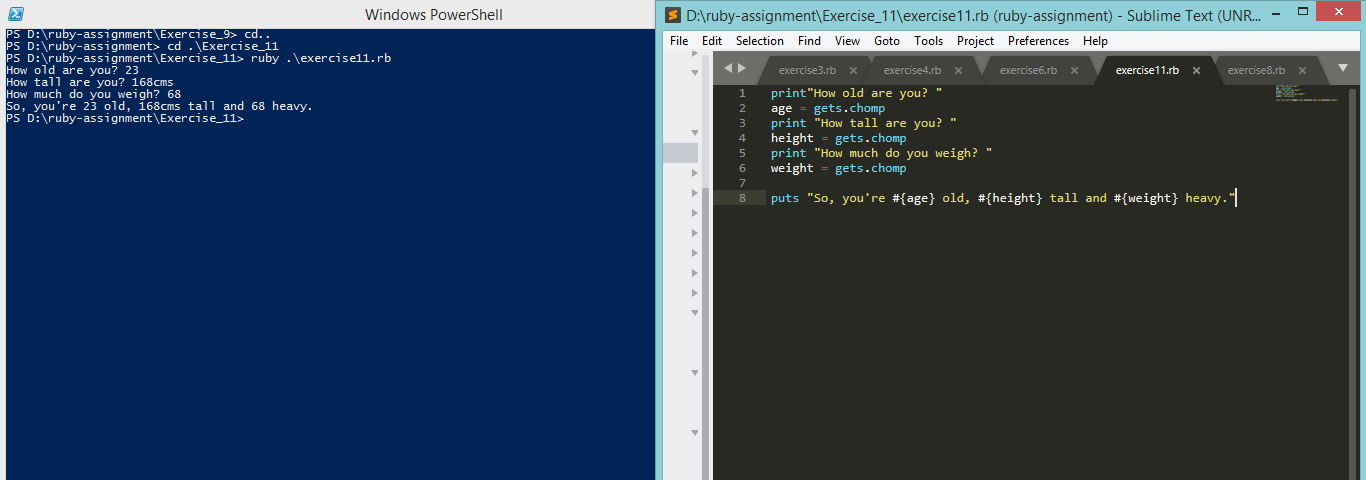 Windows PowerShell
PS D:\ruby-assignment\Exercise_9> cd..
PS D:\ruby-assignment> cd .\Exercise_11
PS D:\ruby-assignment\Exercise_11> ruby .\exercise11.rb
How old are you? 23
How tall are you? 168cms
How much do you weigh? 68
So, you're 23 old, 168cms tall and 68 heavy.
PS D:\ruby-assignment\Exercise_11>
D:\ruby-assignment\Exercise_11\exercise11.rb (ruby-assignment) - Sublime Text (UNR...
File Edit Selection Find View Goto Tools Project Preferences Help
exercise3.rb exercise4.rb exercise6.rb exercise11.rb exercise8.rb
1 print"How old are you? "
2 age = gets.chomp
3 print "How tall are you? "
4 height = gets.chomp
5 print "How much do you weigh? "
6 weight = gets.chomp
7
8 puts "So, you're #{age} old, #{height} tall and #{weight} heavy."